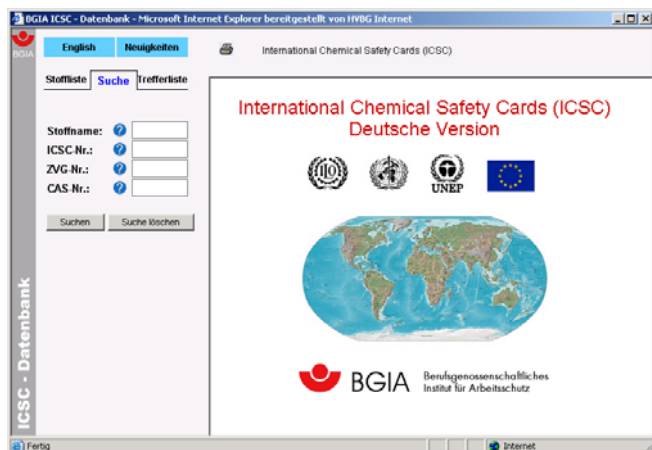 BGIA ICSC - Datenbank - Microsoft Internet Explorer bereitgestellt von HVBG Internet
BGIA
English
Neuigkeiten
International Chemical Safety Cards (ICSC)
Stoffliste
Suche
Trefferliste
Stoffname:
ICSC-Nr.:
ZVG-Nr.:
CAS-Nr.:
Suchen
Suche löschen
International Chemical Safety Cards (ICSC)
Deutsche Version
ILO
UNEP
BGIA
Berufsgenossenschaftliches
Institut für Arbeitsschutz
ICSC - Datenbank
Fertig
Internet